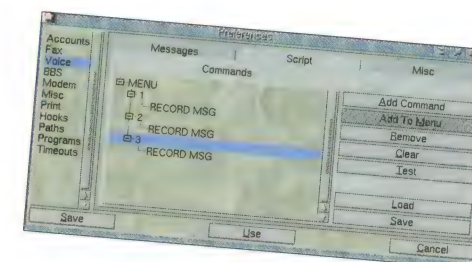 Preferences
Accounts
Fax
Voice
BBS
Modem
Misc
Print
Hooks
Paths
Programs
Timeouts
Messages
Script
Misc
Commands
MENU
1
RECORD MSG
2
RECORD MSG
3
RECORD MSG
Add Command
Add To Menu
Remove
Clear
Test
Load
Save
Save
Use
Cancel